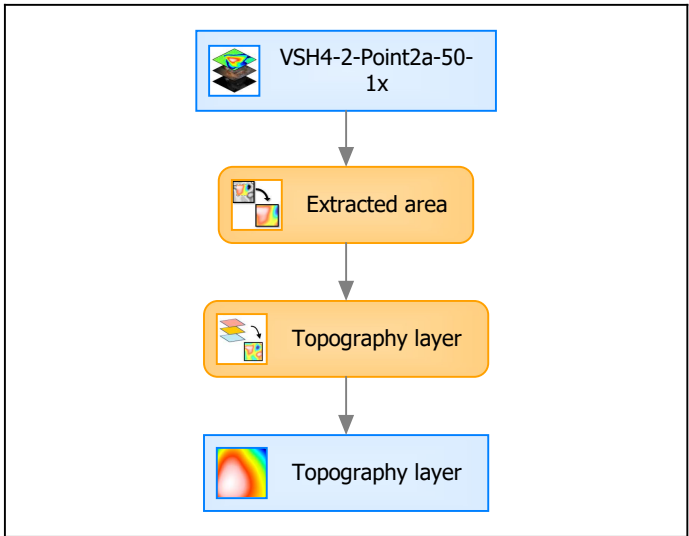 VSH4-2-Point2a-50-
1x
Extracted area
Topography layer
Topography layer